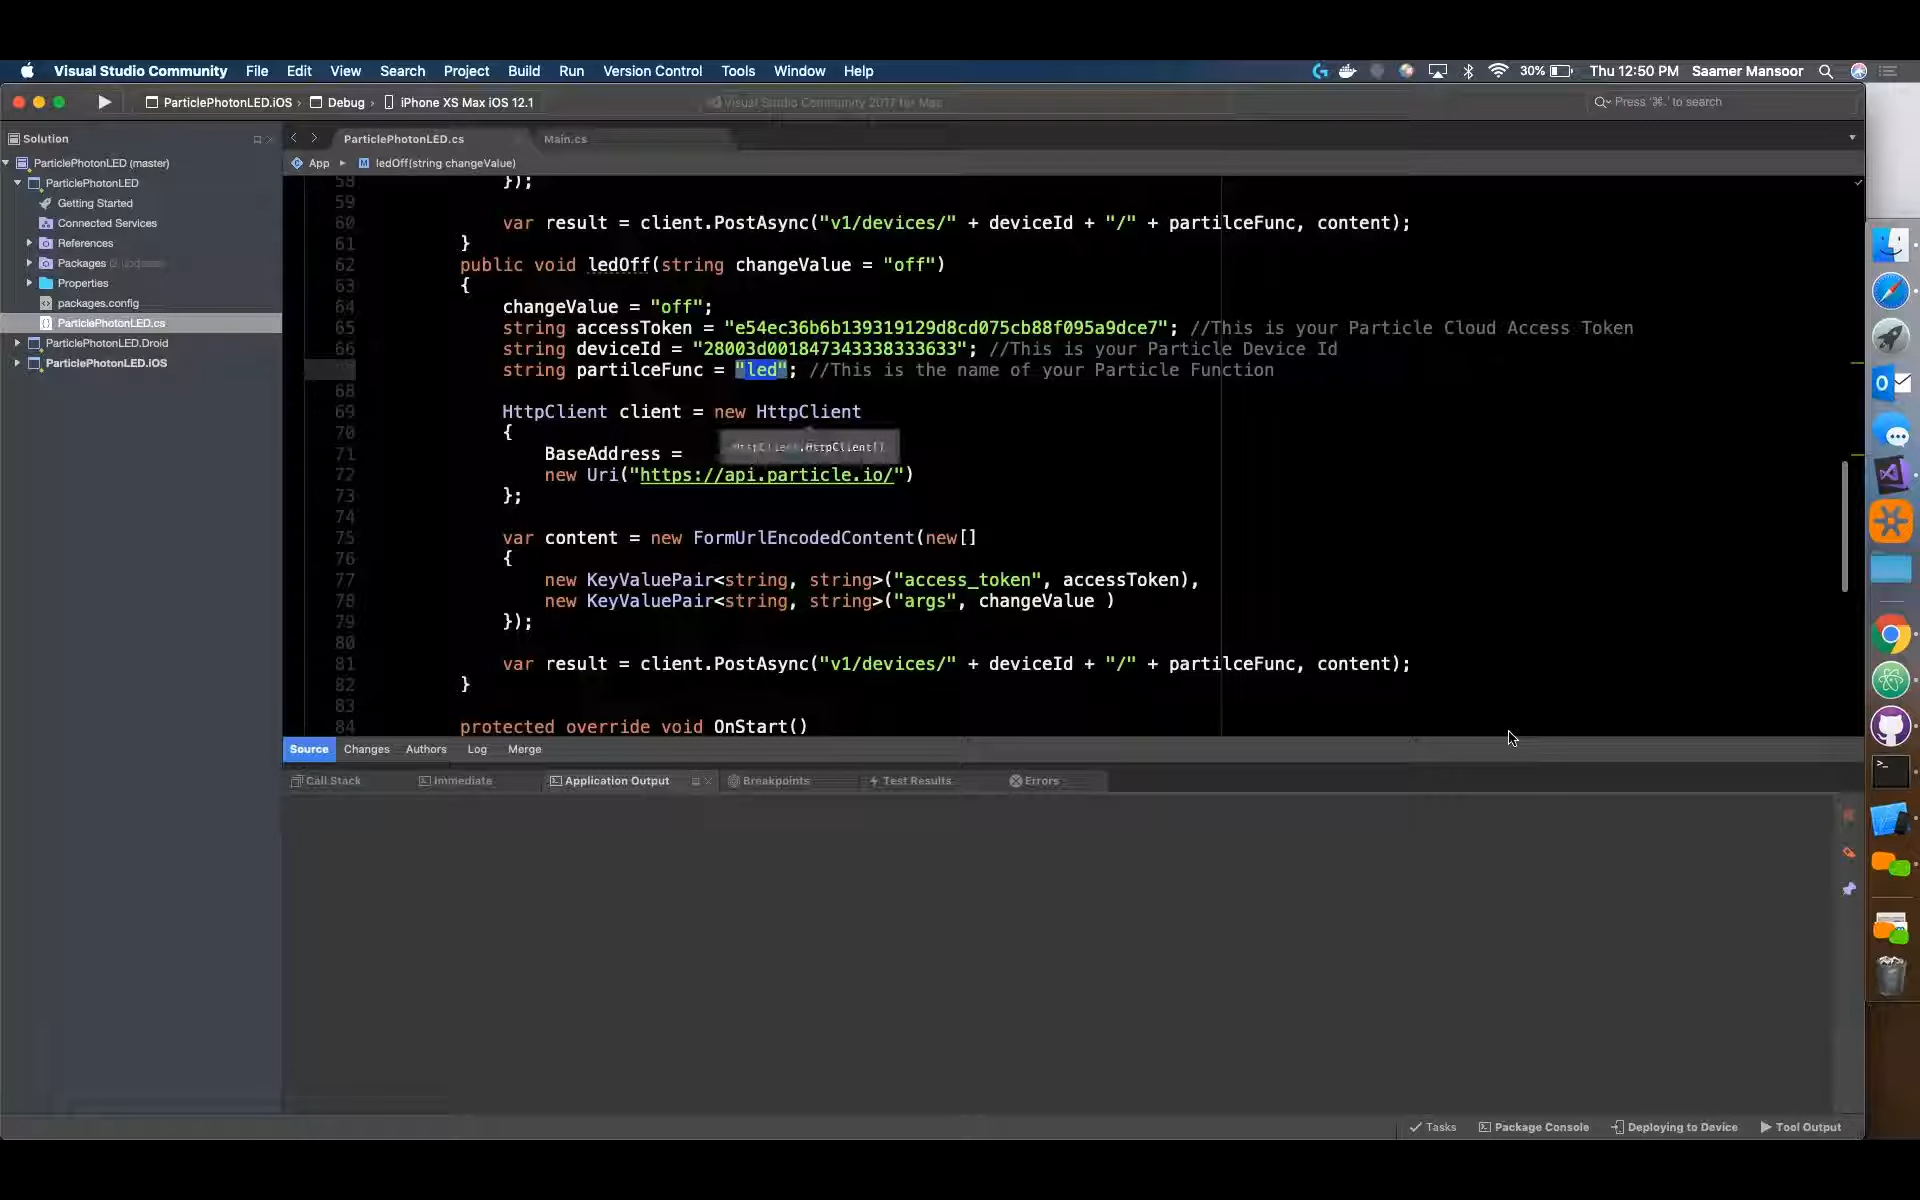 Visual Studio Community File Edit View Search Project Build Run Version Control Tools Window Help 30% Thu 12:50 PM Saamer Mansoor
ParticlePhotonLED.iOS › Debug › iPhone XS Max iOS 12.1 Visual Studio Community 2017 for Mac Press '⌘.' to search
Solution
ParticlePhotonLED (master)
ParticlePhotonLED
Getting Started
Connected Services
References
Packages
Properties
packages.config
ParticlePhotonLED.cs
ParticlePhotonLED.Droid
ParticlePhotonLED.iOS
ParticlePhotonLED.cs Main.cs
App ledOff(string changeValue)
58 });
59
60 var result = client.PostAsync("v1/devices/" + deviceId + "/" + partilceFunc, content);
61 }
62 public void ledOff(string changeValue = "off")
63 {
64 changeValue = "off";
65 string accessToken = "e54ec36b6b139319129d8cd075cb88f095a9dce7"; //This is your Particle Cloud Access Token
66 string deviceId = "28003d001847343338333633"; //This is your Particle Device Id
string partilceFunc = "led"; //This is the name of your Particle Function
68
69 HttpClient client = new HttpClient
70 {
HttpClient.HttpClient()
71 BaseAddress =
72 new Uri("https://api.particle.io/")
73 };
74
75 var content = new FormUrlEncodedContent(new[]
76 {
77 new KeyValuePair<string, string>("access_token", accessToken),
78 new KeyValuePair<string, string>("args", changeValue )
79 });
80
81 var result = client.PostAsync("v1/devices/" + deviceId + "/" + partilceFunc, content);
82 }
83
84 protected override void OnStart()
Source Changes Authors Log Merge
Call Stack Immediate Application Output Breakpoints Test Results Errors
Tasks Package Console Deploying to Device Tool Output